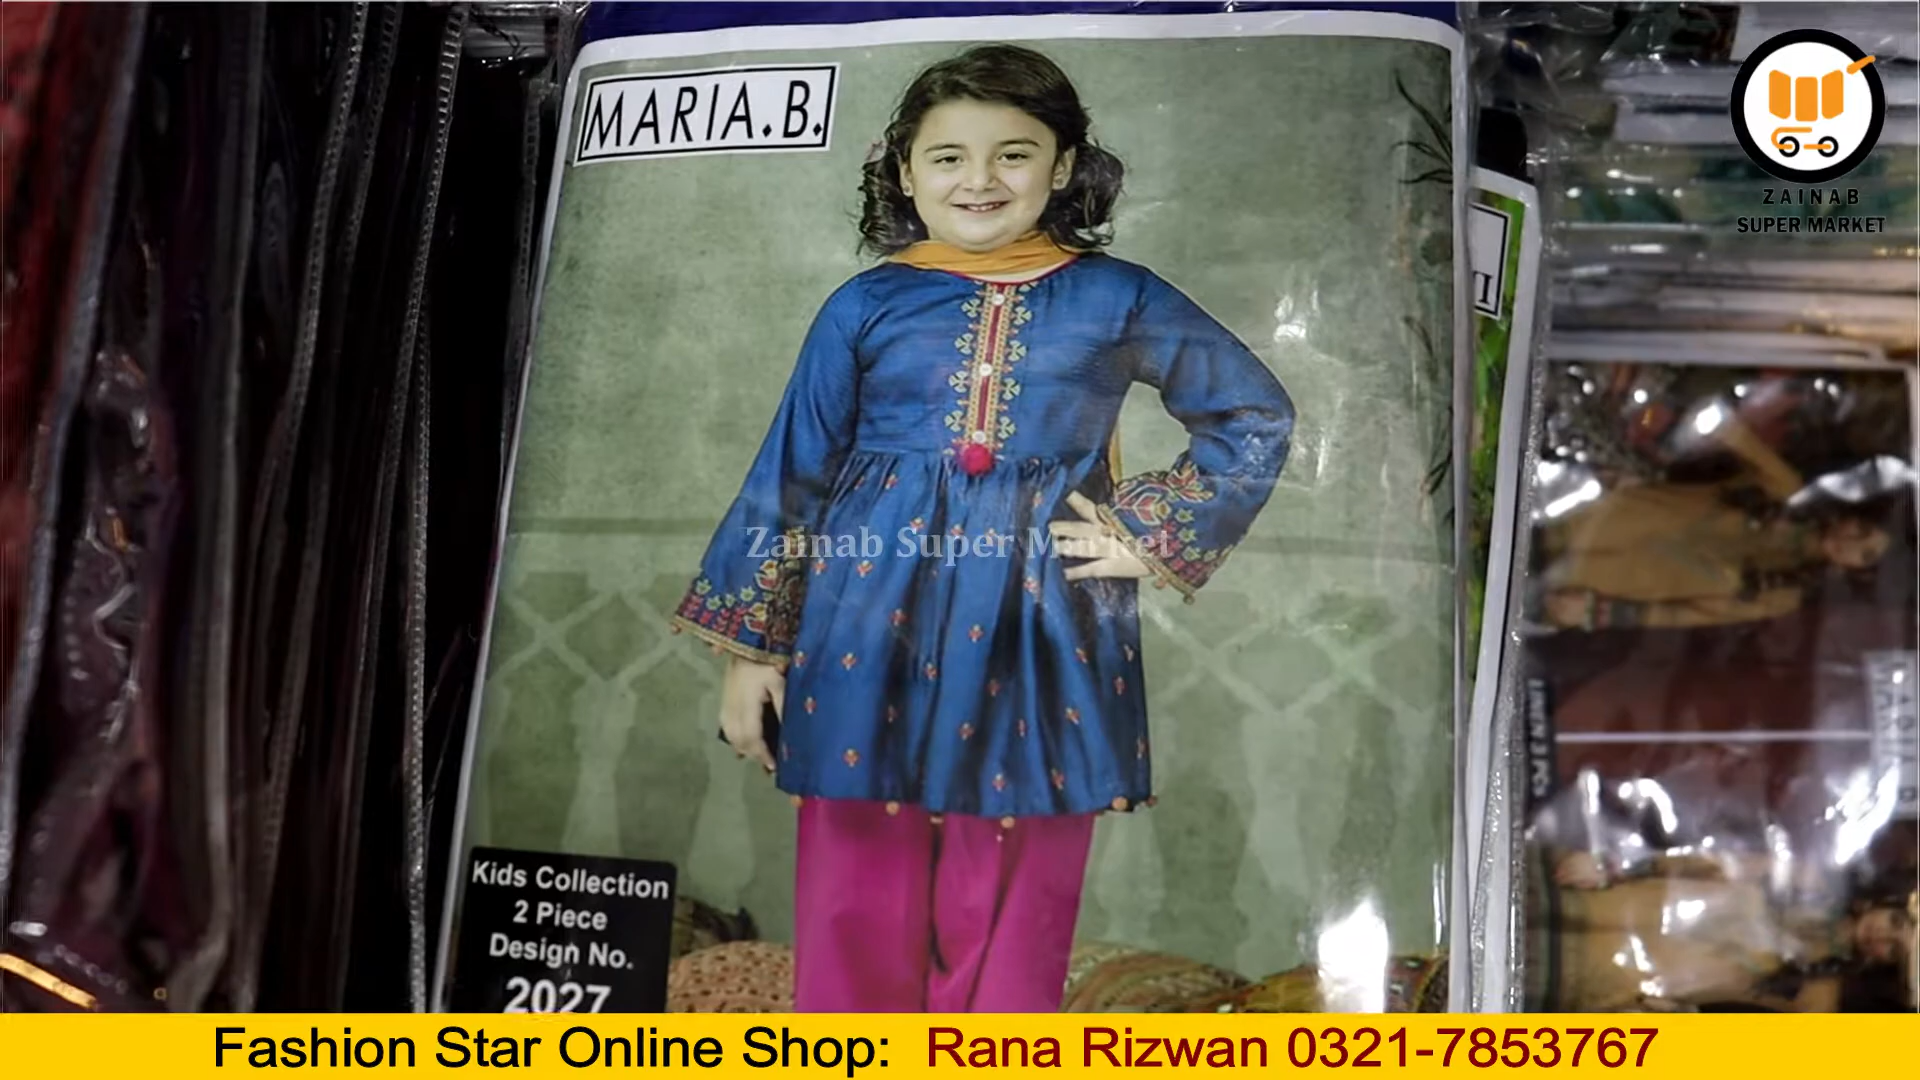 MARIA.B.
ZAINAB
SUPER MARKET
Zainab Super Market
Kids Collection
2 Piece
Design No.
2027
Fashion Star Online Shop: Rana Rizwan 0321-7853767